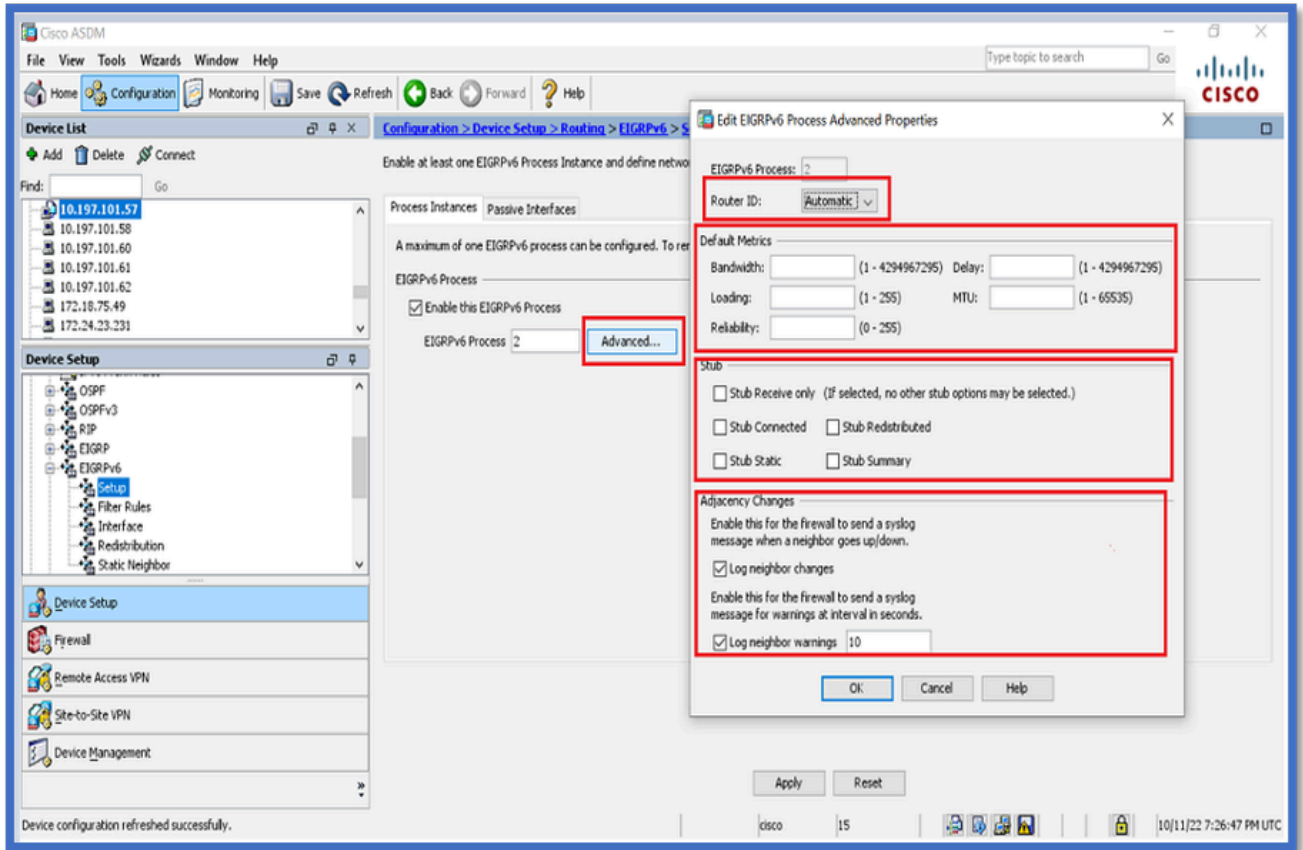 Cisco ASDM
File View Tools Wizards Window Help
Type topic to search Go
CISCO
Home Configuration Monitoring Save Refresh Back Forward Help
Device List
Add Delete Connect
Find: Go
10.197.101.57
10.197.101.58
10.197.101.60
10.197.101.61
10.197.101.62
172.18.75.49
172.24.23.231
Device Setup
OSPF
OSPFv3
RIP
EIGRP
EIGRPv6
Setup
Filter Rules
Interface
Redistribution
Static Neighbor
Device Setup
Firewall
Remote Access VPN
Site-to-Site VPN
Device Management
Configuration > Device Setup > Routing > EIGRPv6 > S
Enable at least one EIGRPv6 Process Instance and define netwo
Process Instances Passive Interfaces
A maximum of one EIGRPv6 process can be configured. To re
EIGRPv6 Process
Enable this EIGRPv6 Process
EIGRPv6 Process 2 Advanced...
Edit EIGRPv6 Process Advanced Properties
EIGRPv6 Process: 2
Router ID: Automatic
Default Metrics
Bandwidth: (1 - 4294967295) Delay: (1 - 4294967295)
Loading: (1 - 255) MTU: (1 - 65535)
Reliability: (0 - 255)
Stub
Stub Receive only (If selected, no other stub options may be selected.)
Stub Connected Stub Redistributed
Stub Static Stub Summary
Adjacency Changes
Enable this for the firewall to send a syslog
message when a neighbor goes up/down.
Log neighbor changes
Enable this for the firewall to send a syslog
message for warnings at interval in seconds.
Log neighbor warnings 10
OK Cancel Help
Apply Reset
Device configuration refreshed successfully.
cisco 15 10/11/22 7:26:47 PM UTC